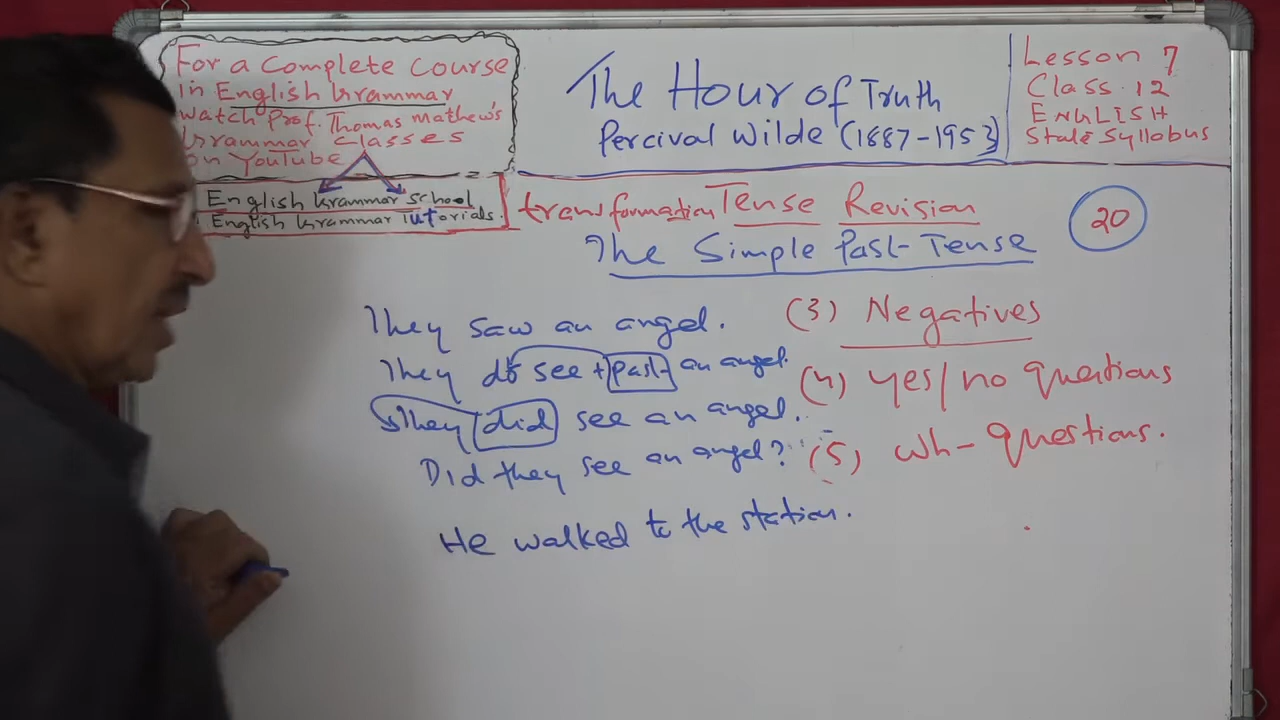 For a Complete Course
in English Grammar
watch Prof. Thomas Mathew's
Grammar Classes
on YouTube
English Grammar School
English Grammar Tutorials.
The Hour of Truth
Percival Wilde (1887-1953)
Lesson 7
Class. 12
ENGLISH
State Syllabus
transformation Tense Revision
The Simple Past Tense
20
They saw an angel.
They do see + past an angel.
They did see an angel.
Did they see an angel?
He walked to the station.
(3) Negatives
(4) yes/no questions
(5) wh- questions.